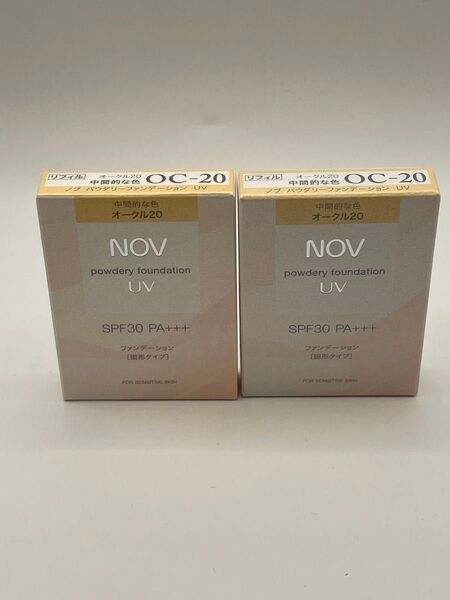 リフィル オークル20 中間的な色 OC-20
ノブ パウダリーファンデーション UV
中間的な色
オークル20
NOV
powdery foundation
UV
SPF30 PA+++
ファンデーション
［固形タイプ］
FOR SENSITIVE SKIN
リフィル オークル20 中間的な色 OC-20
ノブ パウダリーファンデーション UV
中間的な色
オークル20
NOV
powdery foundation
UV
SPF30 PA+++
ファンデーション
［固形タイプ］
FOR SENSITIVE SKIN